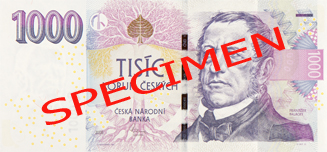 1000
TISÍC
KORUN ČESKÝCH
ČESKÁ NÁRODNÍ
BANKA
SPECIMEN
1000